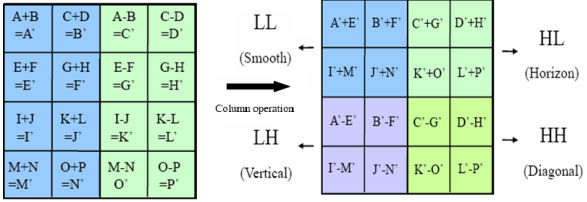 A+B C+D A-B C-D
=A' =B' =C' =D'
E+F G+H E-F G-H
=E' =F' =G' =H'
I+J K+L I-J K-L
=I' =J' =K' =L'
M+N O+P M-N O-P
=M' =N' O' =P'
Column operation
LL
(Smooth)
LH
(Vertical)
A'+E' B'+F' C'+G' D'+H'
I'+M' J'+N' K'+O' L'+P'
A'-E' B'-F' C'-G' D'-H'
I'-M' J'-N' K'-O' L'-P'
HL
(Horizon)
HH
(Diagonal)